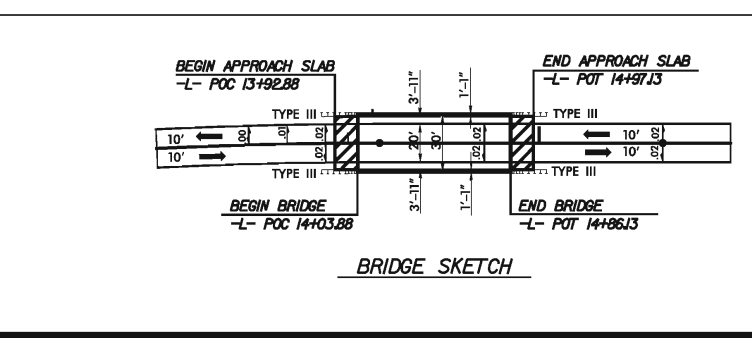 BEGIN APPROACH SLAB
-L- POC 13+92.88
END APPROACH SLAB
-L- POT 14+97.13
3'-11"
1'-1"
TYPE III
TYPE III
10'
.00
.01
.02
20'
30'
.02
10'
.02
10'
.02
.02
10'
.02
TYPE III
TYPE III
BEGIN BRIDGE
-L- POC 14+03.88
3'-11"
1'-1"
END BRIDGE
-L- POT 14+86.13
BRIDGE SKETCH